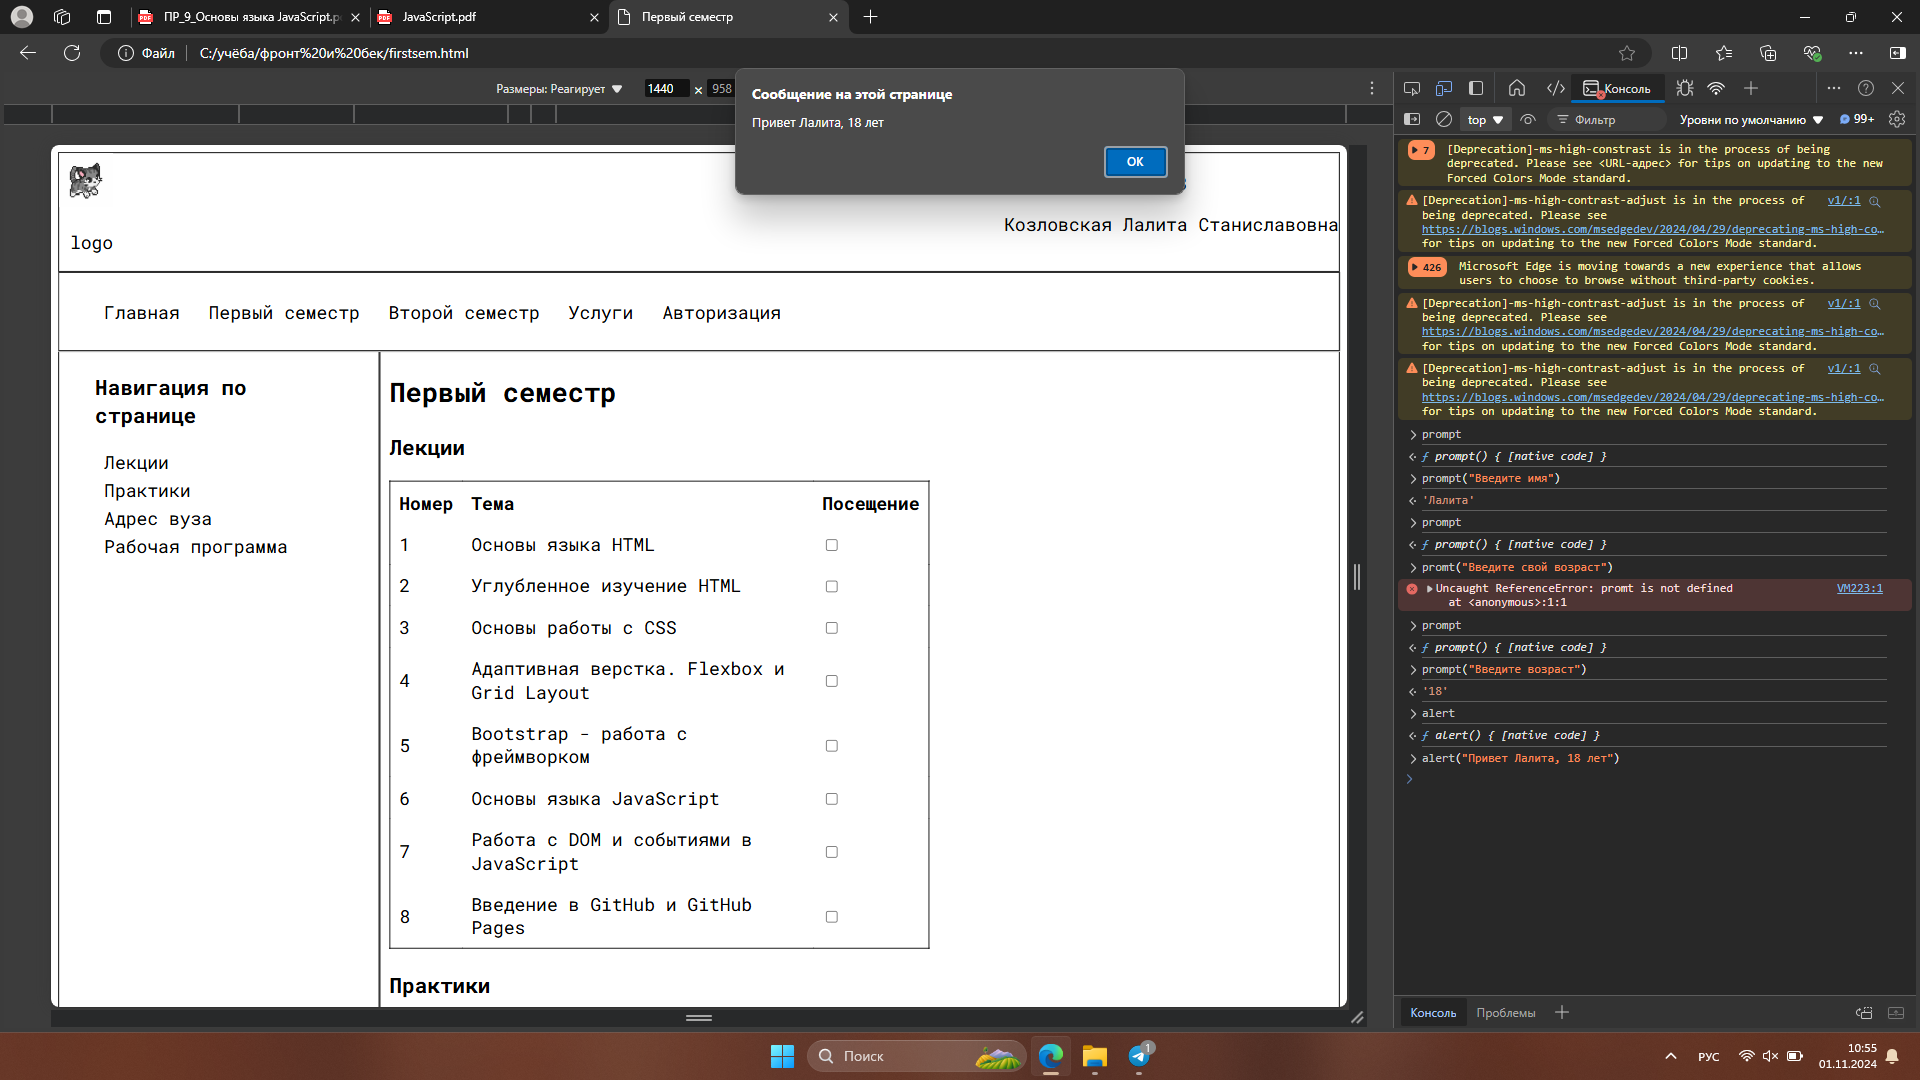 ПР_9_Основы языка JavaScript.p
JavaScript.pdf
Первый семестр
Файл
C:/учёба/фронт%20и%20бек/firstsem.html
Размеры: Реагирует
1440
×
958
Сообщение на этой странице
Привет Лалита, 18 лет
ОК
logo
Козловская Лалита Станиславовна
Главная
Первый семестр
Второй семестр
Услуги
Авторизация
Навигация по
странице
Лекции
Практики
Адрес вуза
Рабочая программа
Первый семестр
Лекции
Номер Тема Посещение
1 Основы языка HTML
2 Углубленное изучение HTML
3 Основы работы с CSS
4 Адаптивная верстка. Flexbox и
Grid Layout
5 Bootstrap - работа с
фреймворком
6 Основы языка JavaScript
7 Работа с DOM и событиями в
JavaScript
8 Введение в GitHub и GitHub
Pages
Практики
Консоль
top
Фильтр
Уровни по умолчанию
99+
7 [Deprecation]-ms-high-constrast is in the process of being
deprecated. Please see <URL-адрес> for tips on updating to the new
Forced Colors Mode standard.
[Deprecation]-ms-high-contrast-adjust is in the process of v1/:1
being deprecated. Please see
https://blogs.windows.com/msedgedev/2024/04/29/deprecating-ms-high-co…
for tips on updating to the new Forced Colors Mode standard.
426 Microsoft Edge is moving towards a new experience that allows
users to choose to browse without third-party cookies.
[Deprecation]-ms-high-contrast-adjust is in the process of v1/:1
being deprecated. Please see
https://blogs.windows.com/msedgedev/2024/04/29/deprecating-ms-high-co…
for tips on updating to the new Forced Colors Mode standard.
[Deprecation]-ms-high-contrast-adjust is in the process of v1/:1
being deprecated. Please see
https://blogs.windows.com/msedgedev/2024/04/29/deprecating-ms-high-co…
for tips on updating to the new Forced Colors Mode standard.
prompt
ƒ prompt() { [native code] }
prompt("Введите имя")
'Лалита'
prompt
ƒ prompt() { [native code] }
promt("Введите свой возраст")
Uncaught ReferenceError: promt is not defined VM223:1
at <anonymous>:1:1
prompt
ƒ prompt() { [native code] }
prompt("Введите возраст")
'18'
alert
ƒ alert() { [native code] }
alert("Привет Лалита, 18 лет")
Консоль
Проблемы
Поиск
1
РУС
10:55
01.11.2024